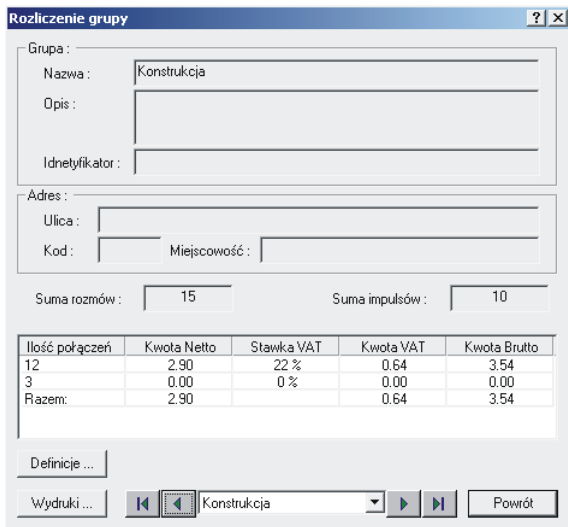 Rozliczenie grupy
Grupa :
Nazwa : Konstrukcja
Opis :
Idnetyfikator :
Adres :
Ulica :
Kod : Miejscowość :
Suma rozmów : 15 Suma impulsów : 10
Ilość połączeń Kwota Netto Stawka VAT Kwota VAT Kwota Brutto
12 2.90 22 % 0.64 3.54
3 0.00 0 % 0.00 0.00
Razem: 2.90 0.64 3.54
Definicje ...
Wydruki ... Konstrukcja Powrót